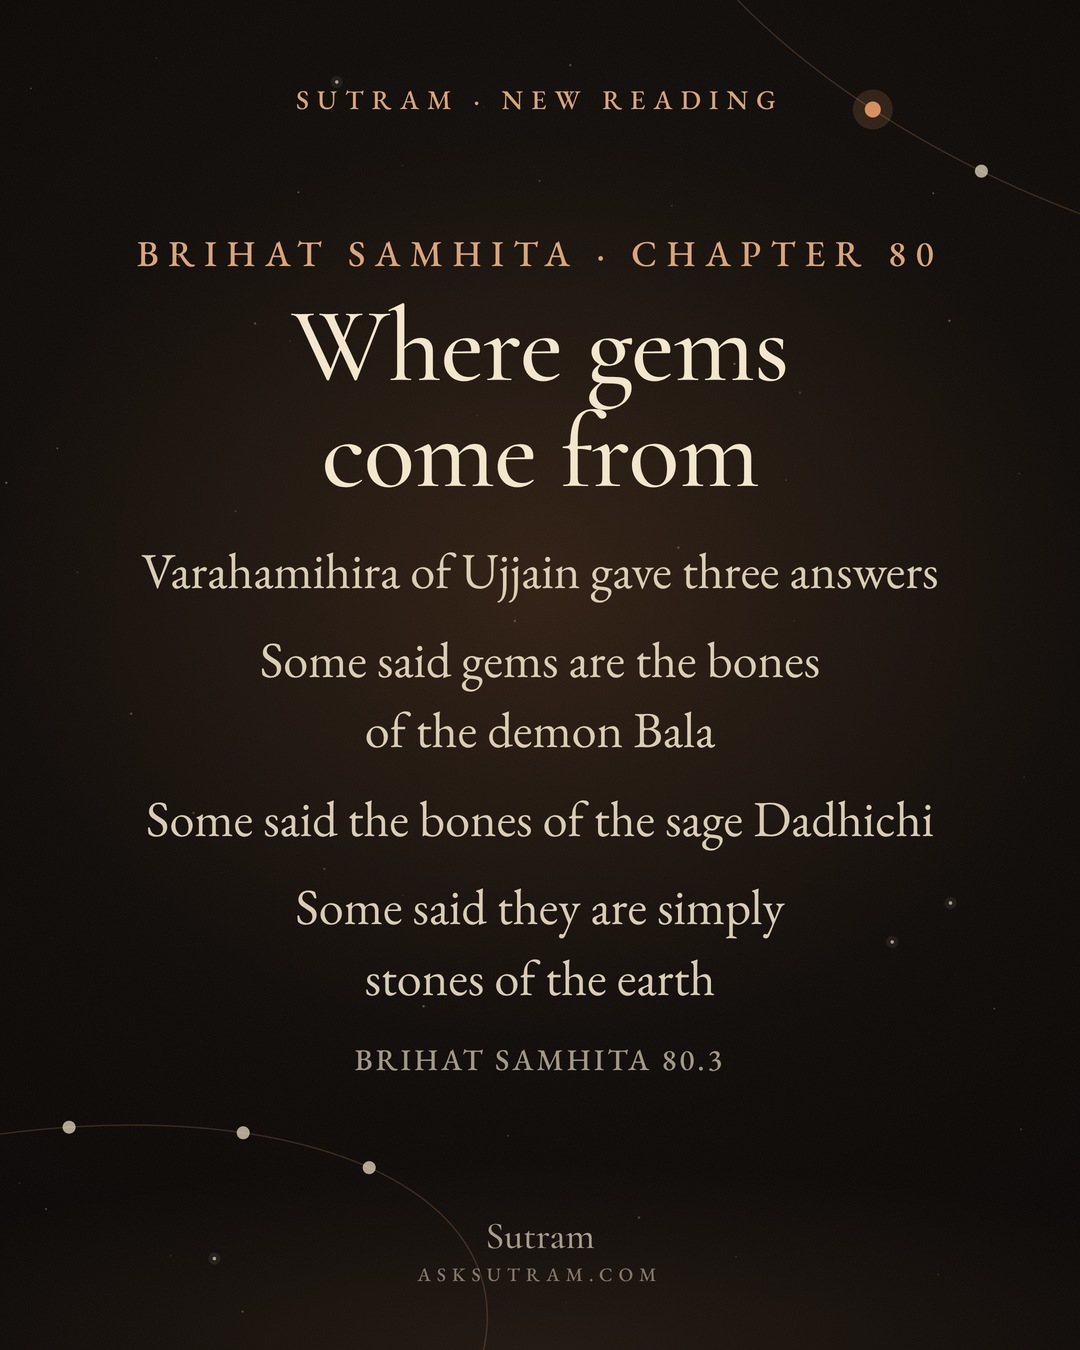 SUTRAM · NEW READING
BRIHAT SAMHITA · CHAPTER 80
Where gems
come from
Varahamihira of Ujjain gave three answers
Some said gems are the bones
of the demon Bala
Some said the bones of the sage Dadhichi
Some said they are simply
stones of the earth
BRIHAT SAMHITA 80.3
Sutram
ASKSUTRAM.COM